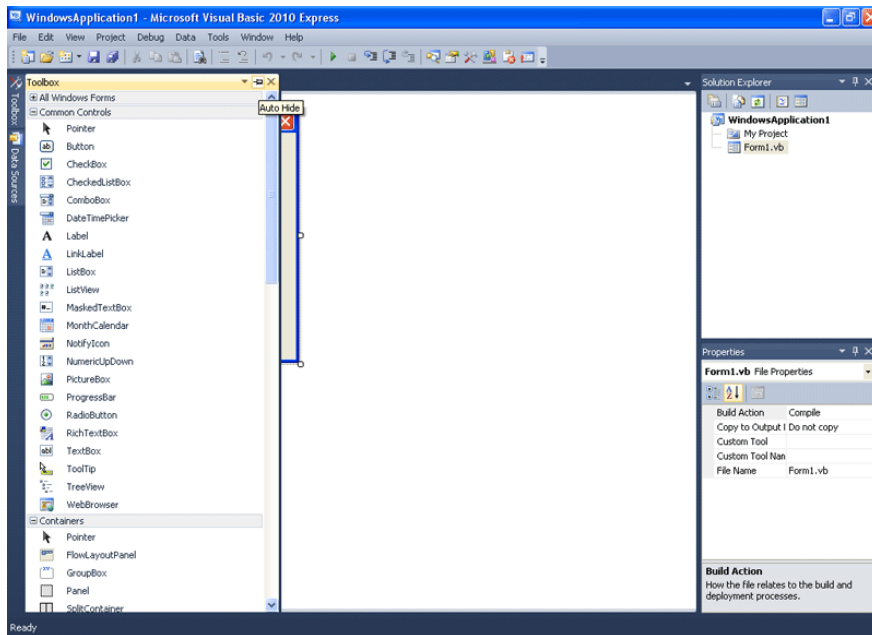 WindowsApplication1 - Microsoft Visual Basic 2010 Express
File Edit View Project Debug Data Tools Window Help
Toolbox
Data Sources
Toolbox
Auto Hide
All Windows Forms
Common Controls
Pointer
Button
CheckBox
CheckedListBox
ComboBox
DateTimePicker
Label
LinkLabel
ListBox
ListView
MaskedTextBox
MonthCalendar
NotifyIcon
NumericUpDown
PictureBox
ProgressBar
RadioButton
RichTextBox
TextBox
ToolTip
TreeView
WebBrowser
Containers
Pointer
FlowLayoutPanel
GroupBox
Panel
SplitContainer
Solution Explorer
WindowsApplication1
My Project
Form1.vb
Properties
Form1.vb File Properties
Build Action Compile
Copy to Output I Do not copy
Custom Tool
Custom Tool Nan
File Name Form1.vb
Build Action
How the file relates to the build and
deployment processes.
Ready